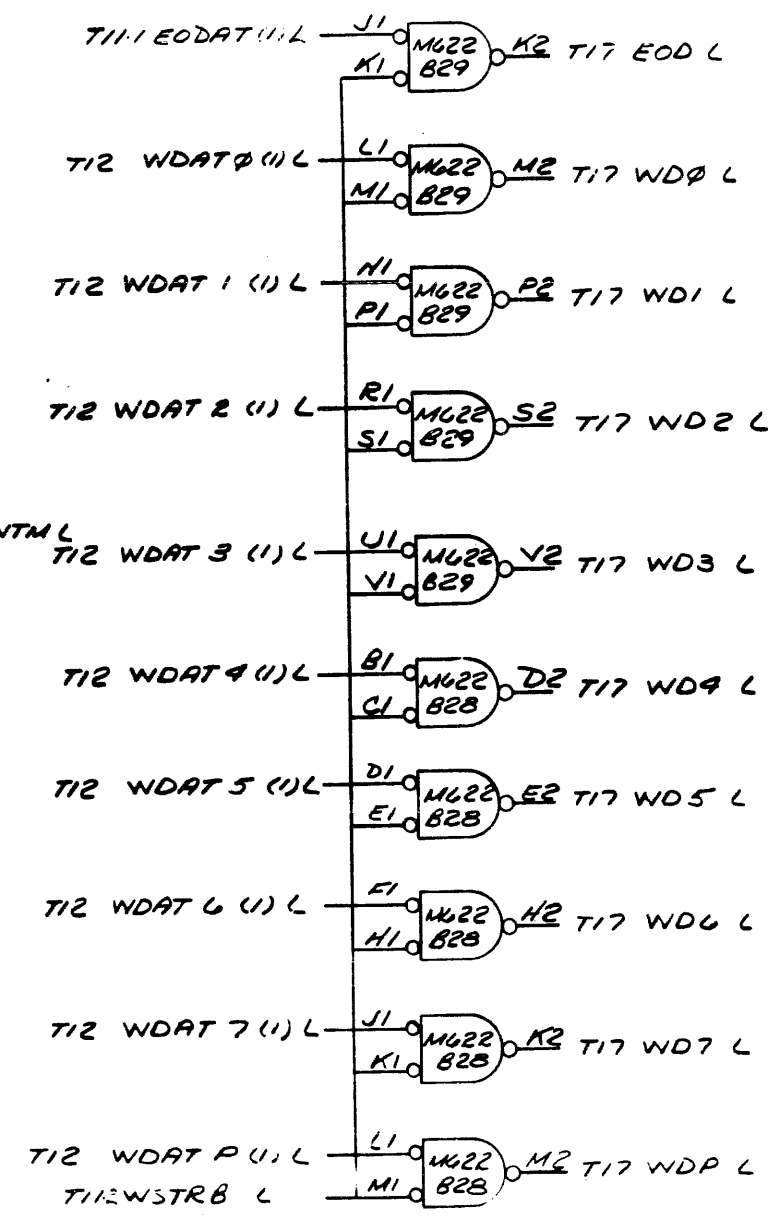 T11.1 EODAT (1) L J1 K1 M622 B29 K2 T17 EOD L
T12 WDATØ (1) L L1 M1 M622 B29 M2 T17 WDØ L
T12 WDAT 1 (1) L N1 P1 M622 B29 P2 T17 WD1 L
T12 WDAT 2 (1) L R1 S1 M622 B29 S2 T17 WD2 L
NTM L
T12 WDAT 3 (1) L U1 V1 M622 B29 V2 T17 WD3 L
T12 WDAT 4 (1) L B1 C1 M622 B28 D2 T17 WD4 L
T12 WDAT 5 (1) L D1 E1 M622 B28 E2 T17 WD5 L
T12 WDAT 6 (1) L F1 H1 M622 B28 H2 T17 WD6 L
T12 WDAT 7 (1) L J1 K1 M622 B28 K2 T17 WD7 L
T12 WDAT P (1) L L1 M622 B28 M2 T17 WDP L
WSTRB L M1